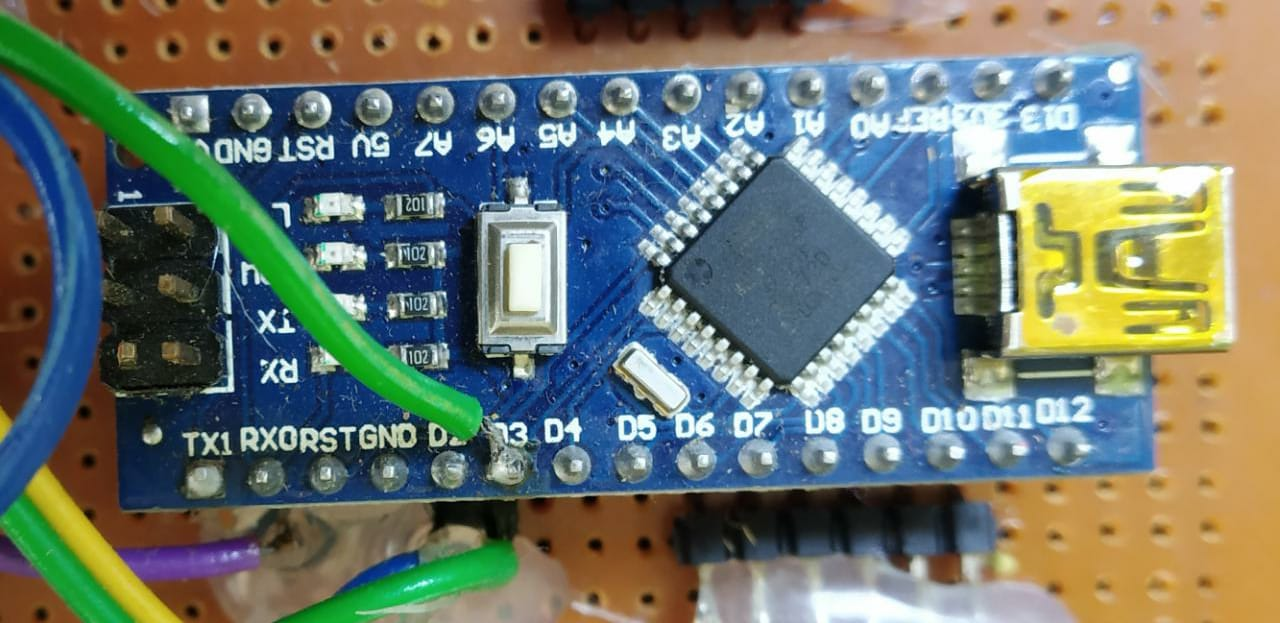 GND RST 5V A7 A6 A5 A4 A3 A2 A1 A0 REF 3V3 D13
1
L
102
102
TX 102
RX 102
TX1 RX0 RST GND D2 D3 D4 D5 D6 D7 D8 D9 D10 D11 D12